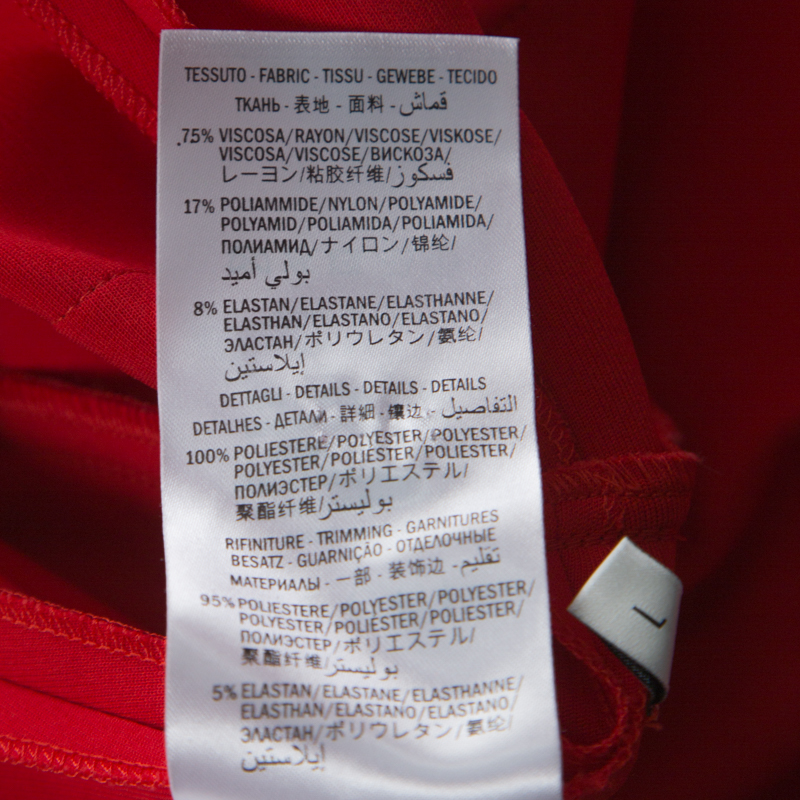 TESSUTO - FABRIC - TISSU - GEWEBE - TECIDO
ТКАНЬ - 表地 - 面料 - قماش
75% VISCOSA/RAYON/VISCOSE/VISKOSE/
VISCOSA/VISCOSE/ВИСКОЗА/
レーヨン/粘胶纤维/فسكوز
17% POLIAMMIDE/NYLON/POLYAMIDE/
POLYAMID/POLIAMIDA/POLIAMIDA/
ПОЛИАМИД/ナイロン/锦纶/
بولي أميد
8% ELASTAN/ELASTANE/ELASTHANNE/
ELASTHAN/ELASTANO/ELASTANO/
ЭЛАСТАН/ポリウレタン/氨纶/
إيلاستين
DETTAGLI - DETAILS - DETAILS - DETAILS
DETALHES - ДЕТАЛИ - 詳細 - 镶边 - التفاصيل
100% POLIESTERE/POLYESTER/POLYESTER/
POLYESTER/POLIÉSTER/POLIÉSTER/
ПОЛИЭСТЕР/ポリエステル/
聚酯纤维/بوليستر
RIFINITURE - TRIMMING - GARNITURES
BESATZ - GUARNIÇÃO - ОТДЕЛОЧНЫЕ
МАТЕРИАЛЫ - 一部 - 装饰边 - تقليم
95% POLIESTERE/POLYESTER/POLYESTER/
POLYESTER/POLIÉSTER/POLIÉSTER/
ПОЛИЭСТЕР/ポリエステル/
聚酯纤维/بوليستر
5% ELASTAN/ELASTANE/ELASTHANNE/
ELASTHAN/ELASTANO/ELASTANO/
ЭЛАСТАН/ポリウレタン/氨纶/
إيلاستين
L